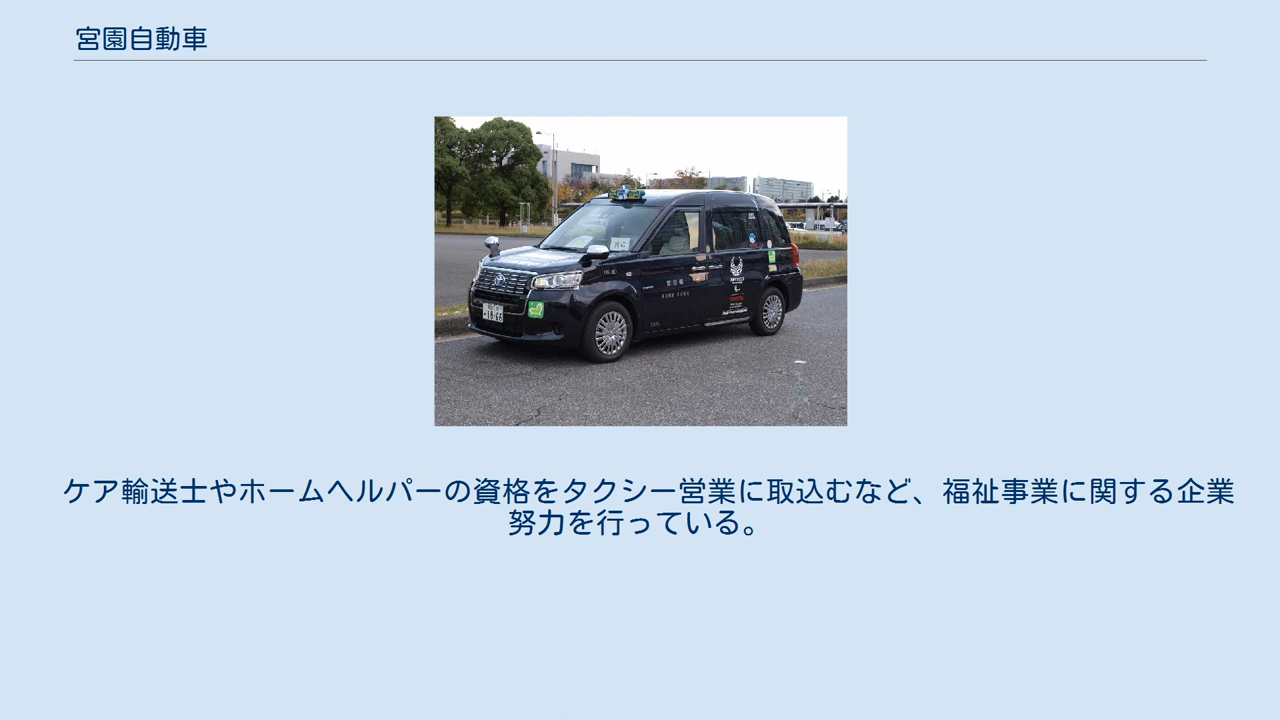 宮園自動車
ケア輸送士やホームヘルパーの資格をタクシー営業に取込むなど、福祉事業に関する企業
努力を行っている。